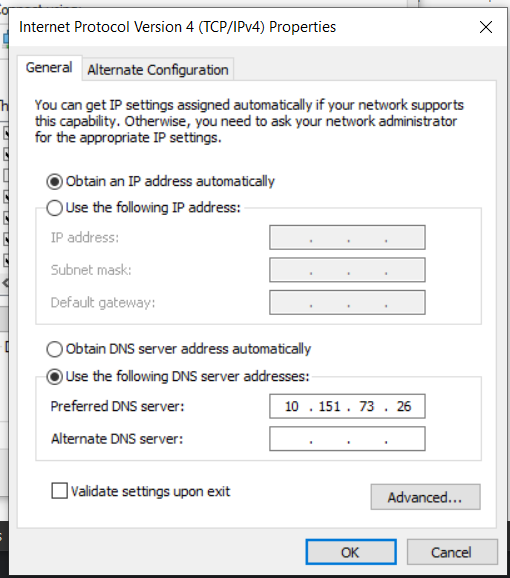 Internet Protocol Version 4 (TCP/IPv4) Properties
General
Alternate Configuration
You can get IP settings assigned automatically if your network supports
this capability. Otherwise, you need to ask your network administrator
for the appropriate IP settings.
Obtain an IP address automatically
Use the following IP address:
IP address:
. . .
Subnet mask:
. . .
Default gateway:
. . .
Obtain DNS server address automatically
Use the following DNS server addresses:
Preferred DNS server:
10 . 151 . 73 . 26
Alternate DNS server:
. . .
Validate settings upon exit
Advanced...
OK
Cancel